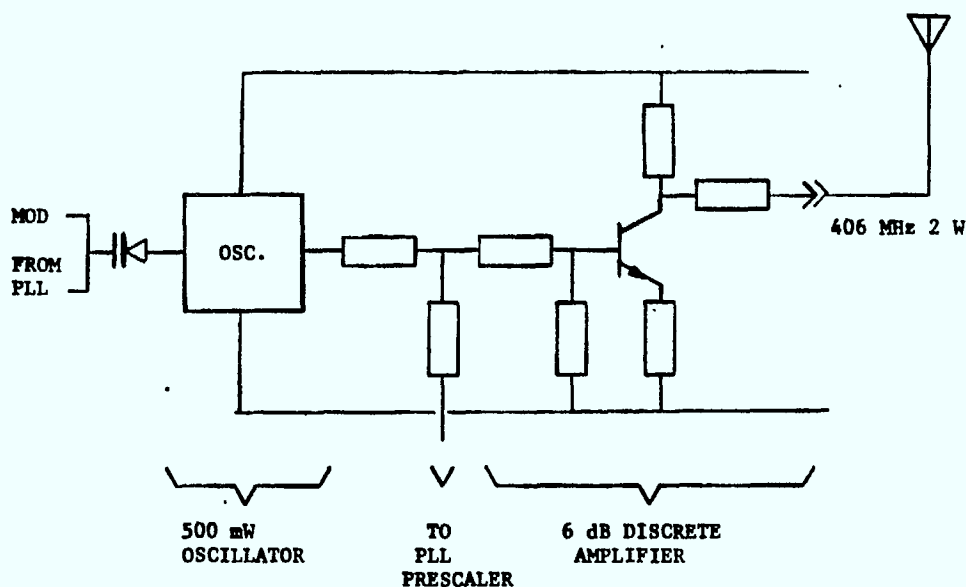 MOD
FROM
PLL
OSC.
406 MHz 2 W
500 mW
OSCILLATOR
TO
PLL
PRESCALER
6 dB DISCRETE
AMPLIFIER